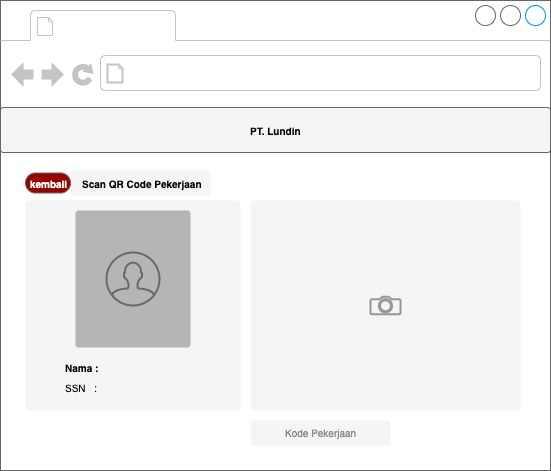 PT. Lundin
kembali Scan QR Code Pekerjaan
Nama :
SSN :
Kode Pekerjaan